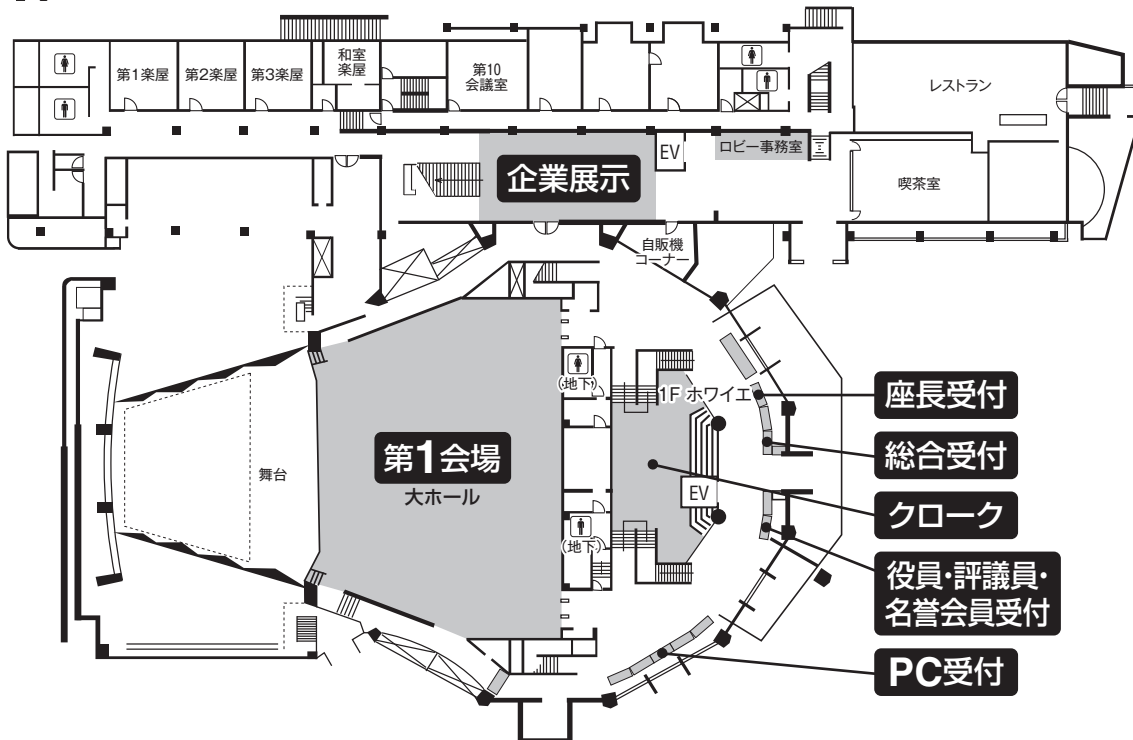 第1楽屋
第2楽屋
第3楽屋
和室
楽屋
第10
会議室
レストラン
企業展示
EV
ロビー事務室
喫茶室
自販機
コーナー
(地下)
1F ホワイエ
座長受付
第1会場
大ホール
舞台
総合受付
EV
クローク
(地下)
役員・評議員・
名誉会員受付
PC受付